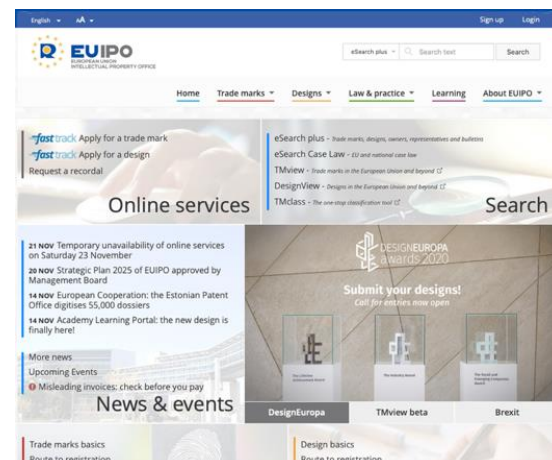 English
AA
Sign up
Login
EUIPO
EUROPEAN UNION
INTELLECTUAL PROPERTY OFFICE
eSearch plus
Search text
Search
Home
Trade marks
Designs
Law & practice
Learning
About EUIPO
fast track Apply for a trade mark
fast track Apply for a design
Request a recordal
Online services
eSearch plus - Trade marks, designs, owners, representatives and bulletins
eSearch Case Law - EU and national case law
TMview - Trade marks in the European Union and beyond
DesignView - Designs in the European Union and beyond
TMclass - The one-stop classification tool
Search
21 NOV Temporary unavailability of online services
on Saturday 23 November
20 NOV Strategic Plan 2025 of EUIPO approved by
Management Board
14 NOV European Cooperation: the Estonian Patent
Office digitises 55,000 dossiers
14 NOV Academy Learning Portal: the new design is
finally here!
More news
Upcoming Events
Misleading invoices: check before you pay
News & events
DESIGNEUROPA
awards 2020
Submit your designs!
Call for entries now open
DesignEuropa
TMview beta
Brexit
Trade marks basics
Route to registration
Design basics
Route to registration